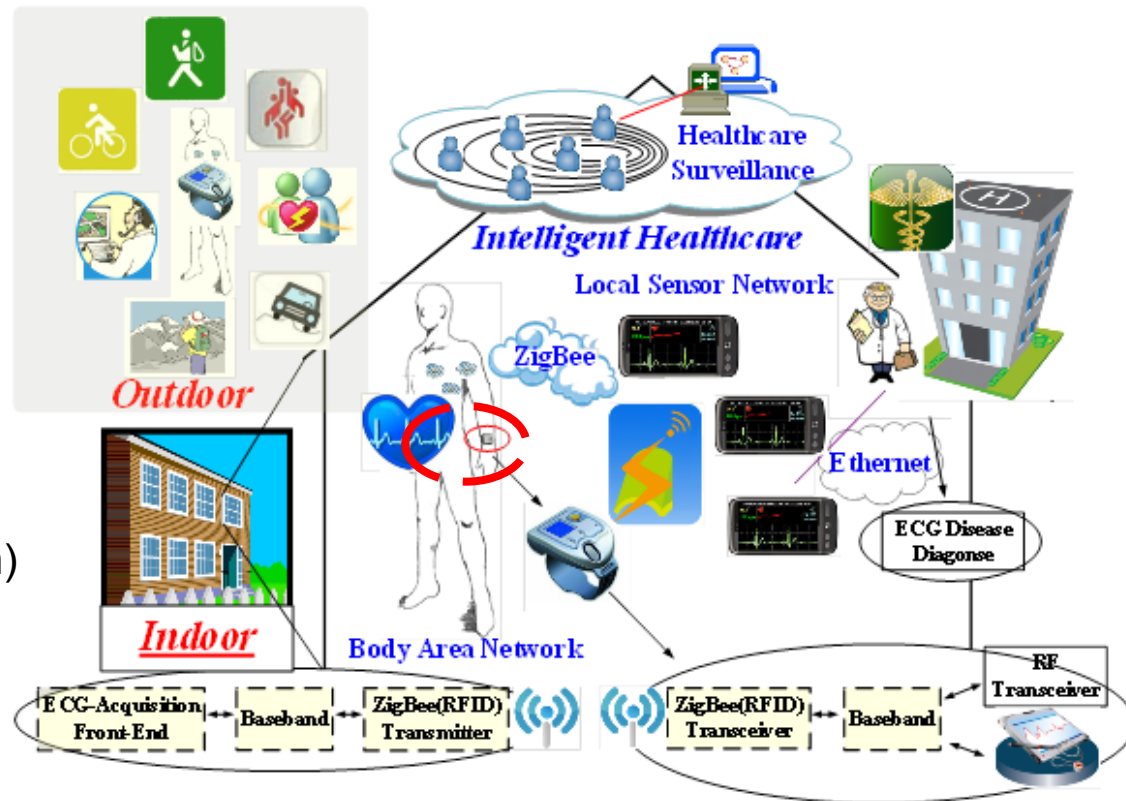 Healthcare
Surveillance
H
Intelligent Healthcare
Local Sensor Network
ZigBee
Outdoor
Ethernet
ECG Disease
Diagonse
)
Indoor
Body Area Network
RF
Transceiver
ECG-Acquisition
Front-End
Baseband
ZigBee(RFID)
Transmitter
ZigBee(RFID)
Transceiver
Baseband